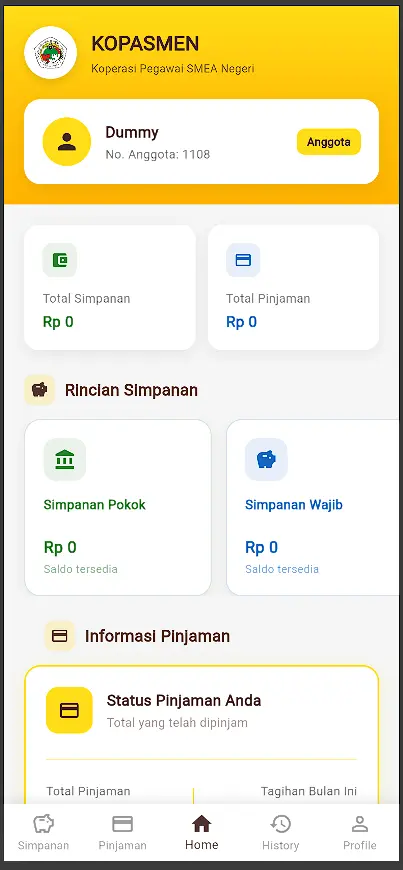 KOPASMEN
Koperasi Pegawai SMEA Negeri
Dummy
No. Anggota: 1108
Anggota
Total Simpanan
Rp 0
Total Pinjaman
Rp 0
Rincian Simpanan
Simpanan Pokok
Rp 0
Saldo tersedia
Simpanan Wajib
Rp 0
Saldo tersedia
Informasi Pinjaman
Status Pinjaman Anda
Total yang telah dipinjam
Total Pinjaman
Tagihan Bulan Ini
Simpanan
Pinjaman
Home
History
Profile